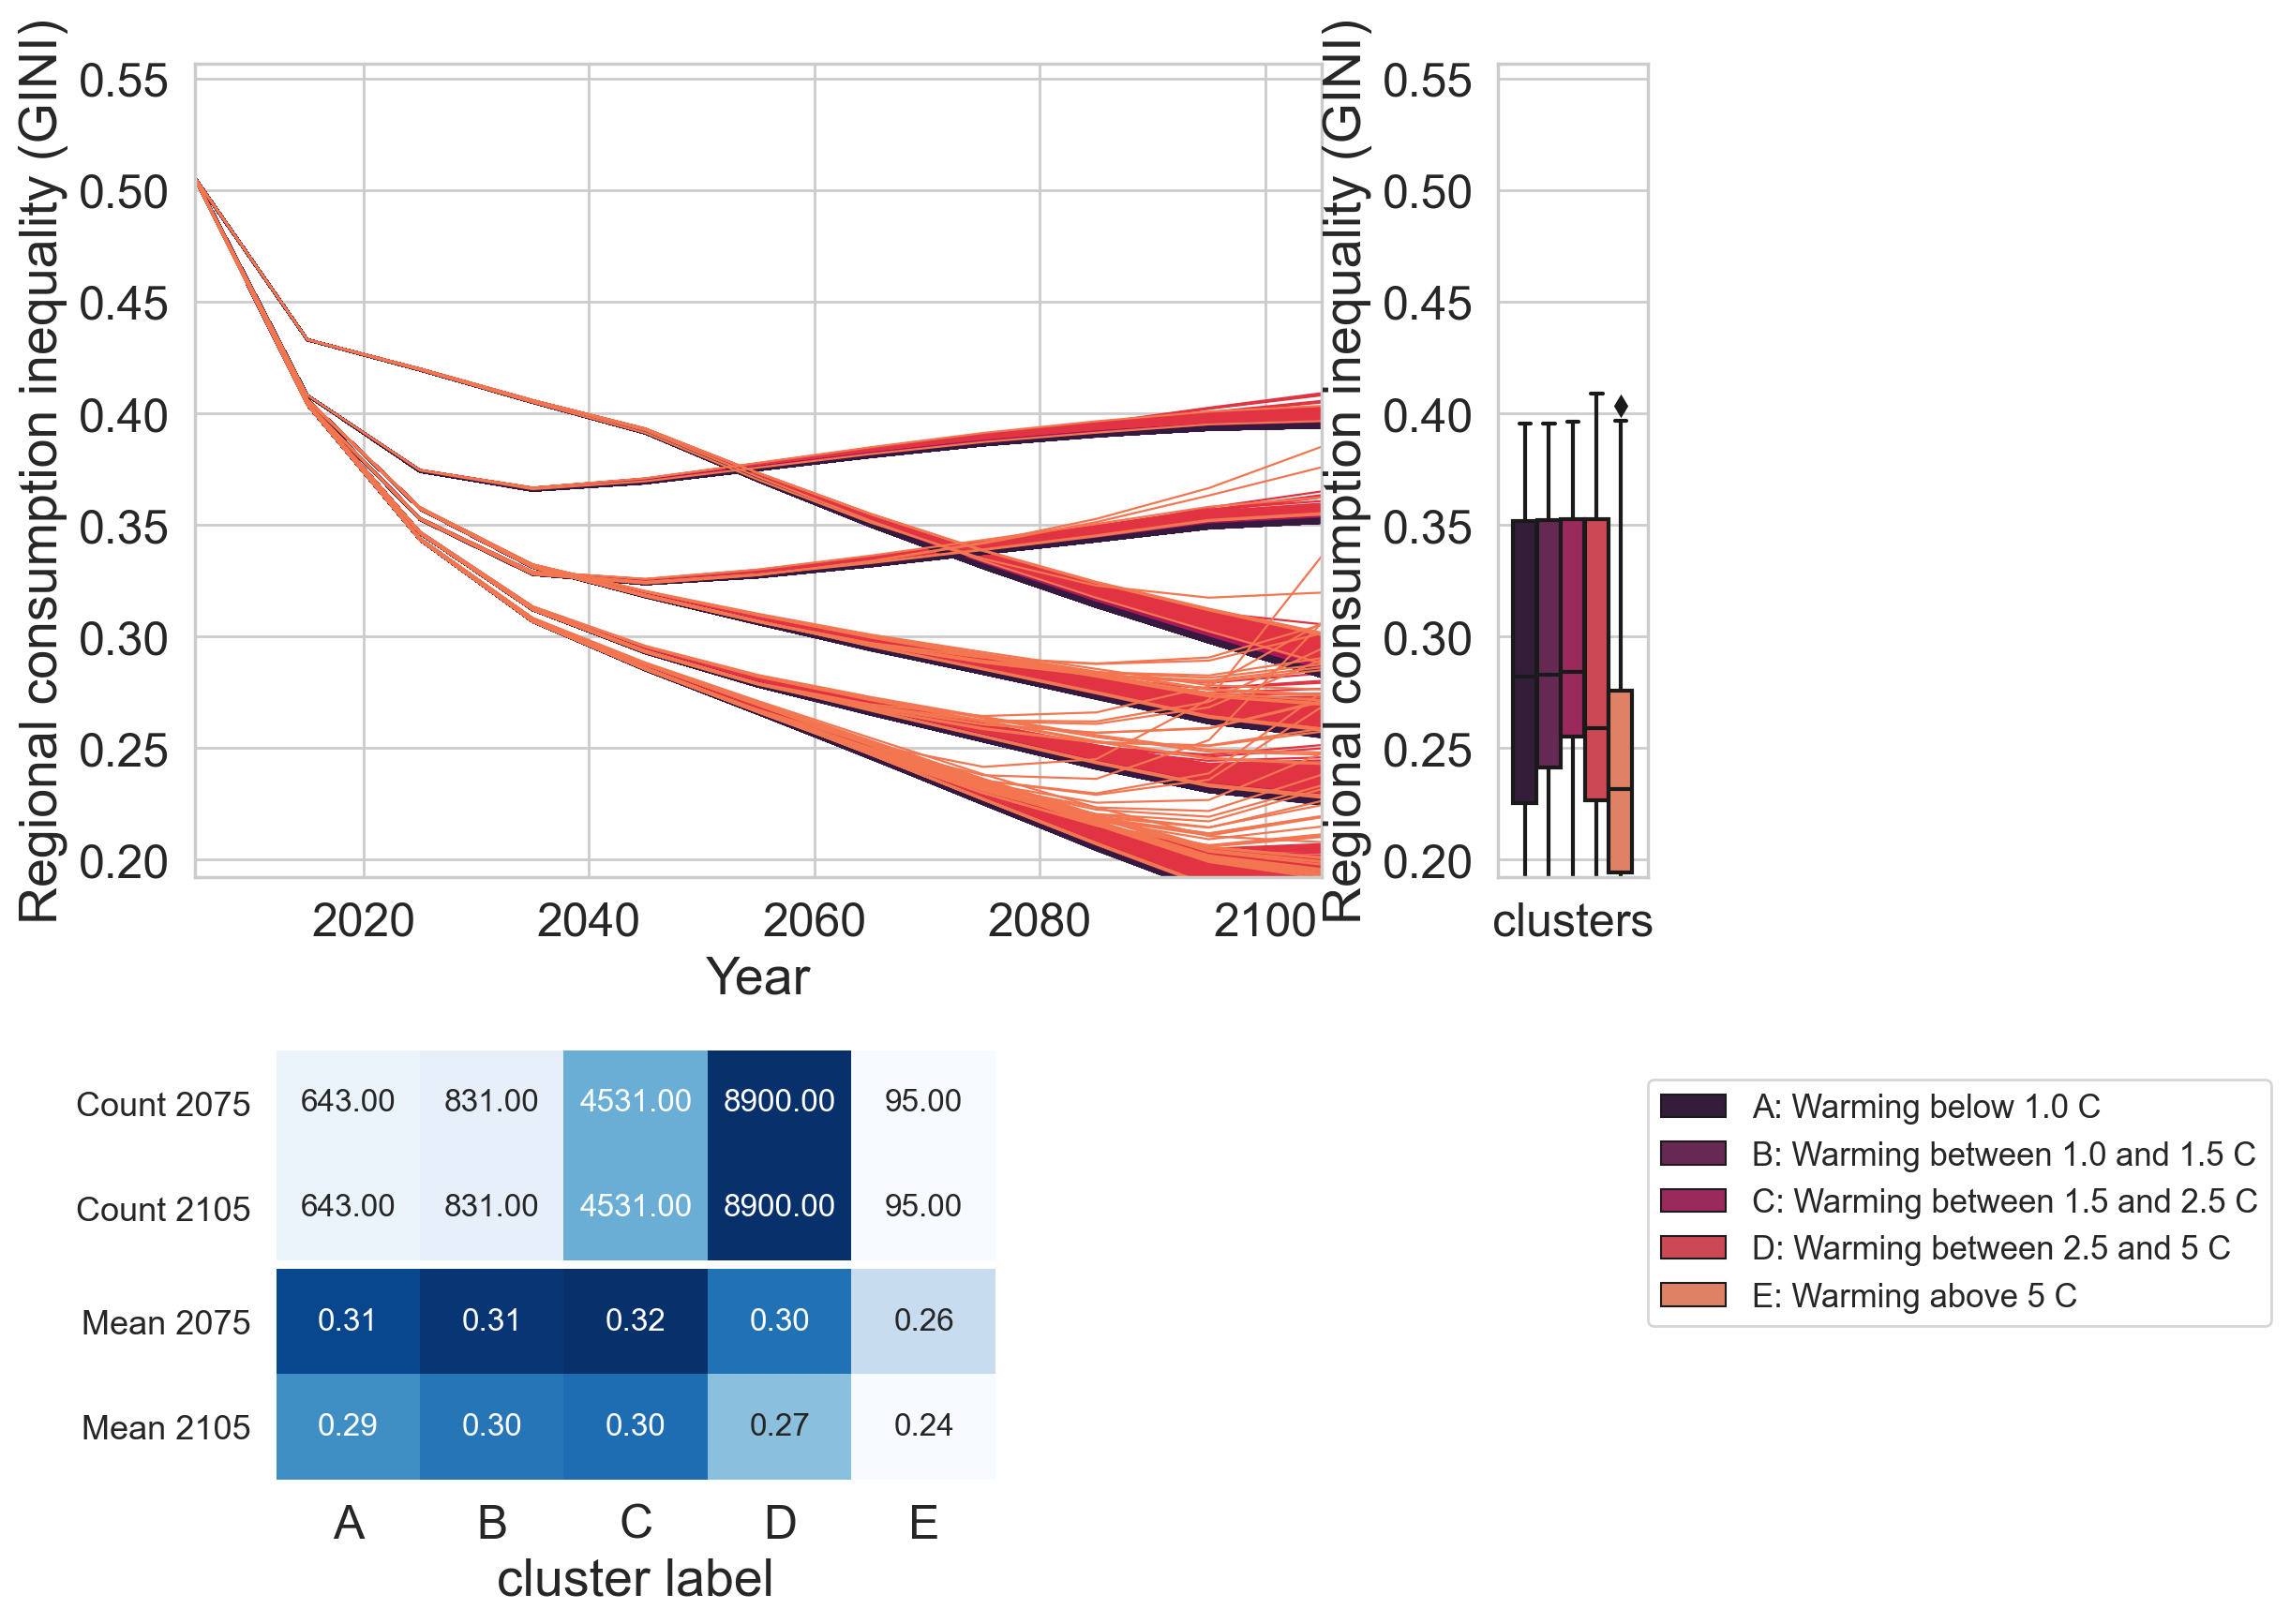 Regional consumption inequality (GINI)
0.55
0.50
0.45
0.40
0.35
0.30
0.25
0.20
2020 2040 2060 2080 2100
Year
Regional consumption inequality (GINI)
0.55
0.50
0.45
0.40
0.35
0.30
0.25
0.20
clusters
Count 2075 643.00 831.00 4531.00 8900.00 95.00
Count 2105 643.00 831.00 4531.00 8900.00 95.00
Mean 2075 0.31 0.31 0.32 0.30 0.26
Mean 2105 0.29 0.30 0.30 0.27 0.24
A B C D E
cluster label
A: Warming below 1.0 C
B: Warming between 1.0 and 1.5 C
C: Warming between 1.5 and 2.5 C
D: Warming between 2.5 and 5 C
E: Warming above 5 C